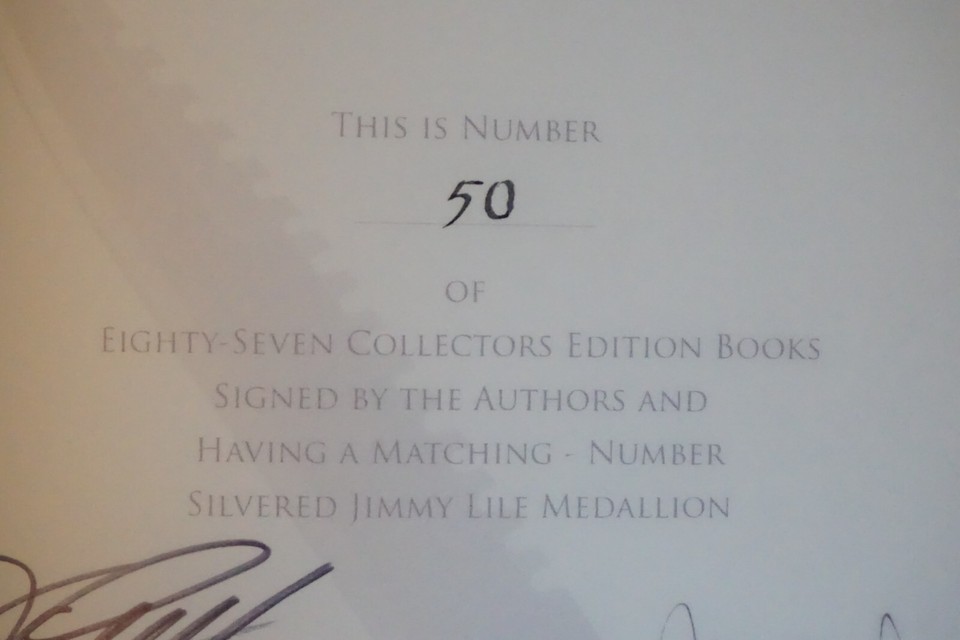 This is Number
50
of
Eighty-Seven Collectors Edition Books
Signed by the Authors and
Having a Matching - Number
Silvered Jimmy Lile Medallion